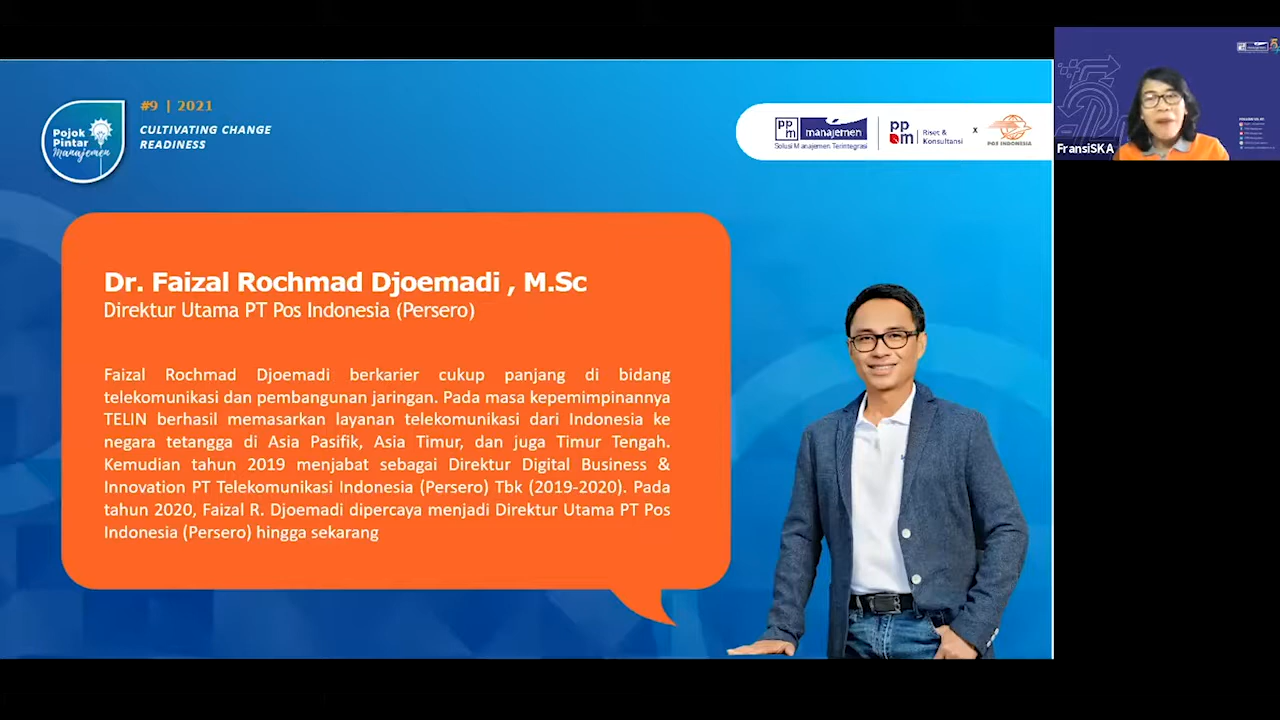 #9 | 2021
CULTIVATING CHANGE
READINESS
Pojok
Pintar
Manajemen
ppm manajemen
Solusi Manajemen Terintegrasi
ppm Riset &
Konsultansi
x
POS INDONESIA
FransiSKA
Dr. Faizal Rochmad Djoemadi , M.Sc
Direktur Utama PT Pos Indonesia (Persero)
Faizal Rochmad Djoemadi berkarier cukup panjang di bidang
telekomunikasi dan pembangunan jaringan. Pada masa kepemimpinannya
TELIN berhasil memasarkan layanan telekomunikasi dari Indonesia ke
negara tetangga di Asia Pasifik, Asia Timur, dan juga Timur Tengah.
Kemudian tahun 2019 menjabat sebagai Direktur Digital Business &
Innovation PT Telekomunikasi Indonesia (Persero) Tbk (2019-2020). Pada
tahun 2020, Faizal R. Djoemadi dipercaya menjadi Direktur Utama PT Pos
Indonesia (Persero) hingga sekarang